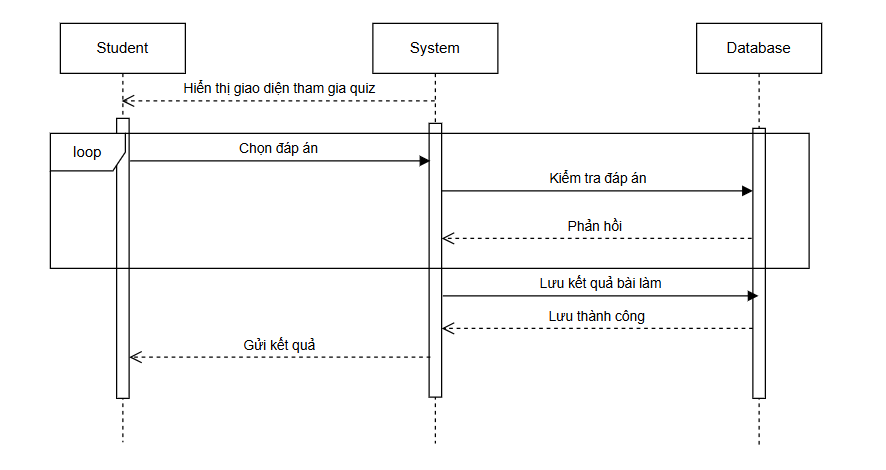 Student
System
Database
Hiển thị giao diện tham gia quiz
loop
Chọn đáp án
Kiểm tra đáp án
Phản hồi
Lưu kết quả bài làm
Lưu thành công
Gửi kết quả